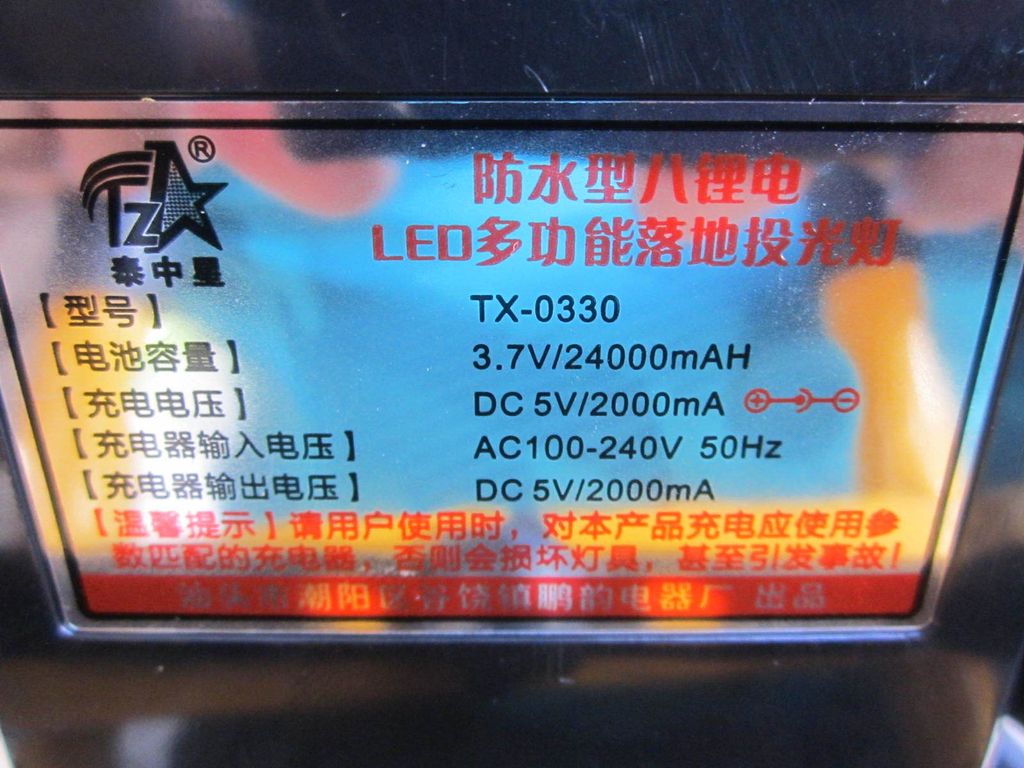 TZ ®
泰中星
防水型八锂电
LED多功能落地投光灯
【型号】 TX-0330
【电池容量】 3.7V/24000mAH
【充电电压】 DC 5V/2000mA
【充电器输入电压】 AC100-240V 50Hz
【充电器输出电压】 DC 5V/2000mA
【温馨提示】请用户使用时，对本产品充电应使用参
数匹配的充电器，否则会损坏灯具，甚至引发事故！
汕头市潮阳区谷饶镇鹏韵电器厂 出品